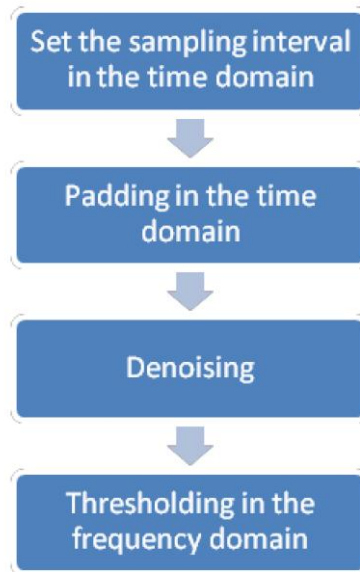 Set the sampling interval
in the time domain
Padding in the time
domain
Denoising
Thresholding in the
frequency domain